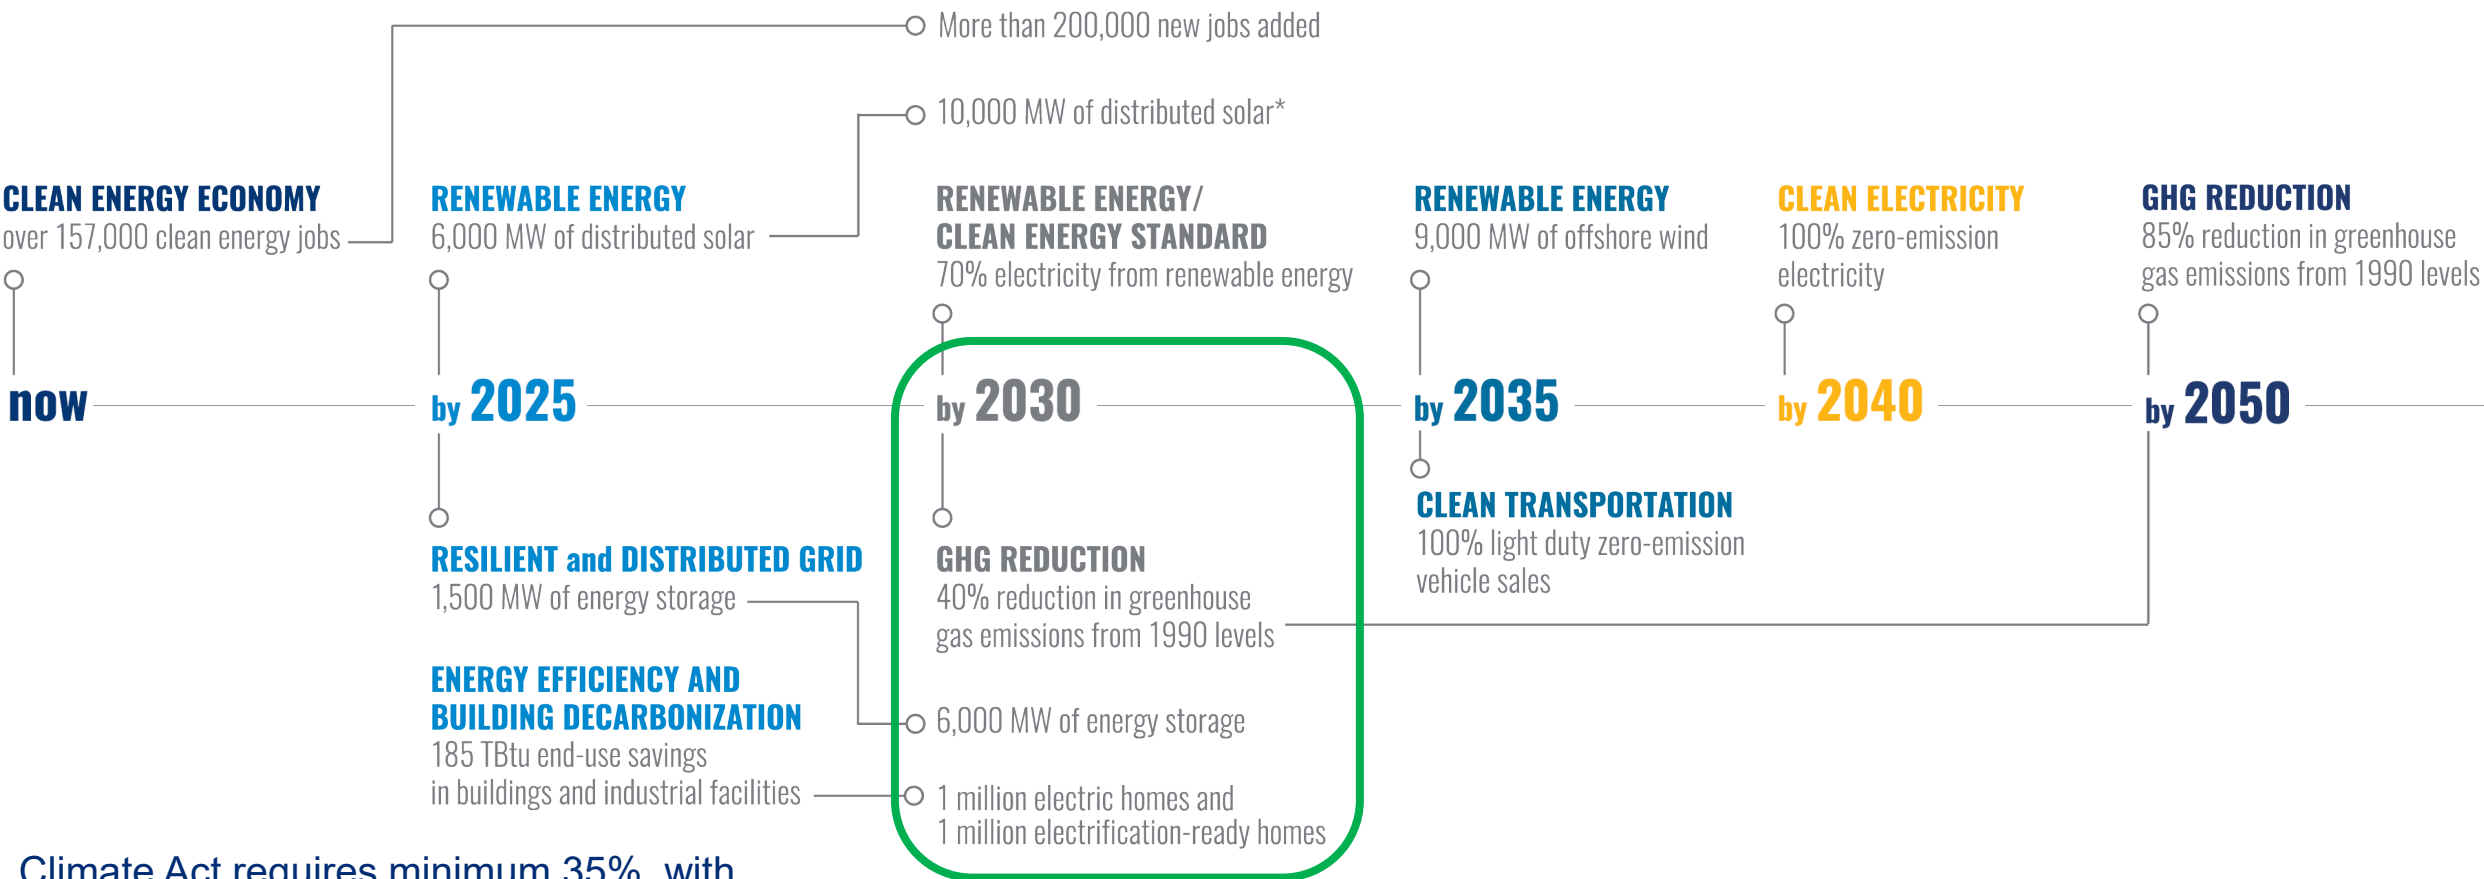 More than 200,000 new jobs added
10,000 MW of distributed solar*
CLEAN ENERGY ECONOMY
over 157,000 clean energy jobs
RENEWABLE ENERGY
6,000 MW of distributed solar
RENEWABLE ENERGY/
CLEAN ENERGY STANDARD
70% electricity from renewable energy
RENEWABLE ENERGY
9,000 MW of offshore wind
CLEAN ELECTRICITY
100% zero-emission
electricity
GHG REDUCTION
85% reduction in greenhouse
gas emissions from 1990 levels
now
by 2025
by 2030
by 2035
by 2040
by 2050
RESILIENT and DISTRIBUTED GRID
1,500 MW of energy storage
ENERGY EFFICIENCY AND
BUILDING DECARBONIZATION
185 TBtu end-use savings
in buildings and industrial facilities
GHG REDUCTION
40% reduction in greenhouse
gas emissions from 1990 levels
6,000 MW of energy storage
1 million electric homes and
1 million electrification-ready homes
CLEAN TRANSPORTATION
100% light duty zero-emission
vehicle sales
Climate Act requires minimum 35%, with